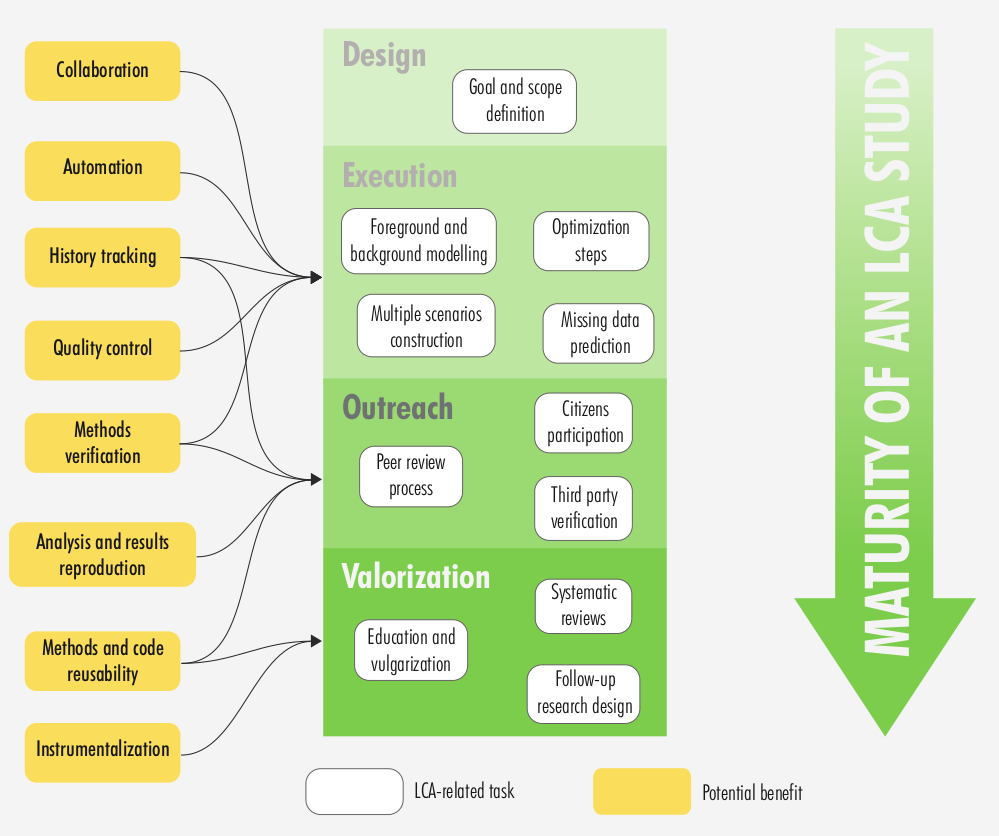 Collaboration
Automation
History tracking
Quality control
Methods
verification
Analysis and results
reproduction
Methods and code
reusability
Instrumentalization
Design
Goal and scope
definition
Execution
Foreground and
background modelling
Optimization
steps
Multiple scenarios
construction
Missing data
prediction
Outreach
Citizens
participation
Peer review
process
Third party
verification
Valorization
Systematic
reviews
Education and
vulgarization
Follow-up
research design
MATURITY OF AN LCA STUDY
LCA-related task
Potential benefit